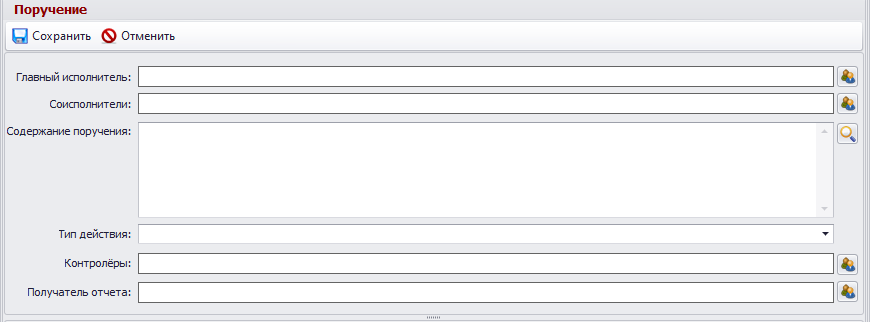 Поручение
Сохранить Отменить
Главный исполнитель:
Соисполнители:
Содержание поручения:
Тип действия:
Контролёры:
Получатель отчета: